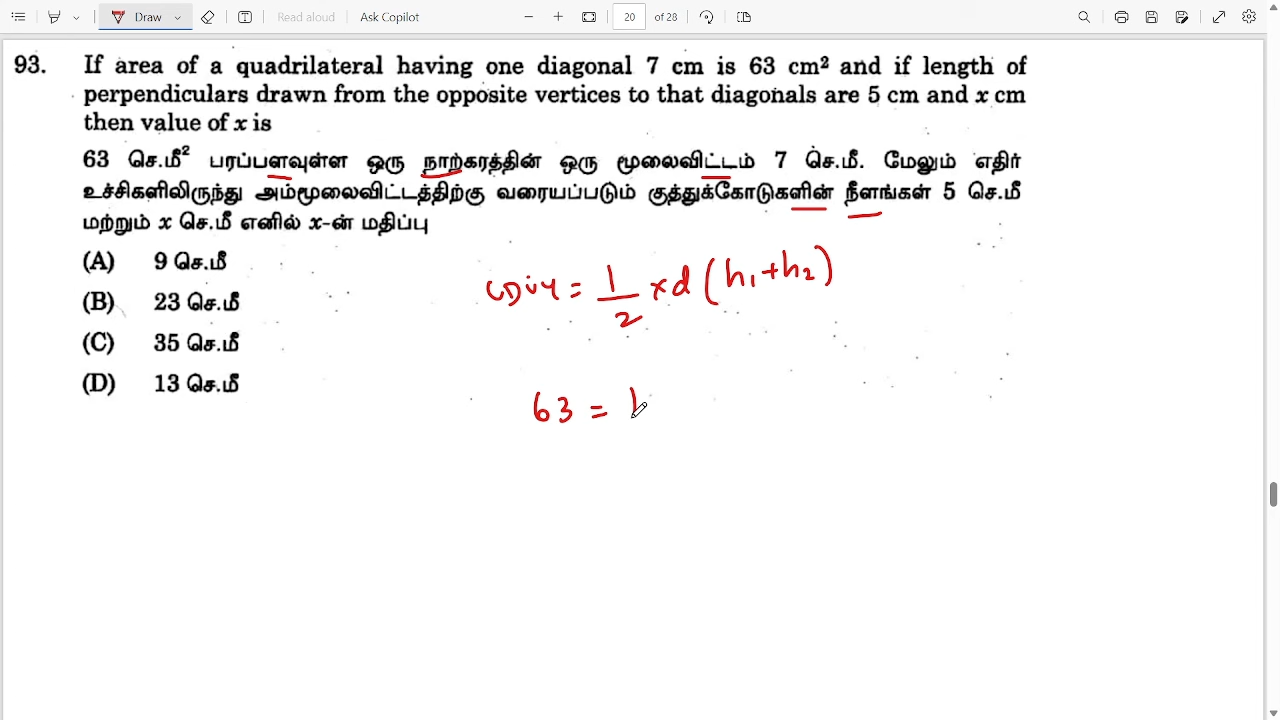 Draw
Read aloud
Ask Copilot
20 of 28
93. If area of a quadrilateral having one diagonal 7 cm is 63 cm² and if length of
perpendiculars drawn from the opposite vertices to that diagonals are 5 cm and x cm
then value of x is
63 செ.மீ² பரப்பளவுள்ள ஒரு நாற்கரத்தின் ஒரு மூலைவிட்டம் 7 செ.மீ. மேலும் எதிர்
உச்சிகளிலிருந்து அம்மூலைவிட்டத்திற்கு வரையப்படும் குத்துக்கோடுகளின் நீளங்கள் 5 செ.மீ
மற்றும் x செ.மீ எனில் x-ன் மதிப்பு
(A) 9 செ.மீ
(B) 23 செ.மீ
(C) 35 செ.மீ
(D) 13 செ.மீ
= 1/2 × d (h₁+h₂)
63 = 1